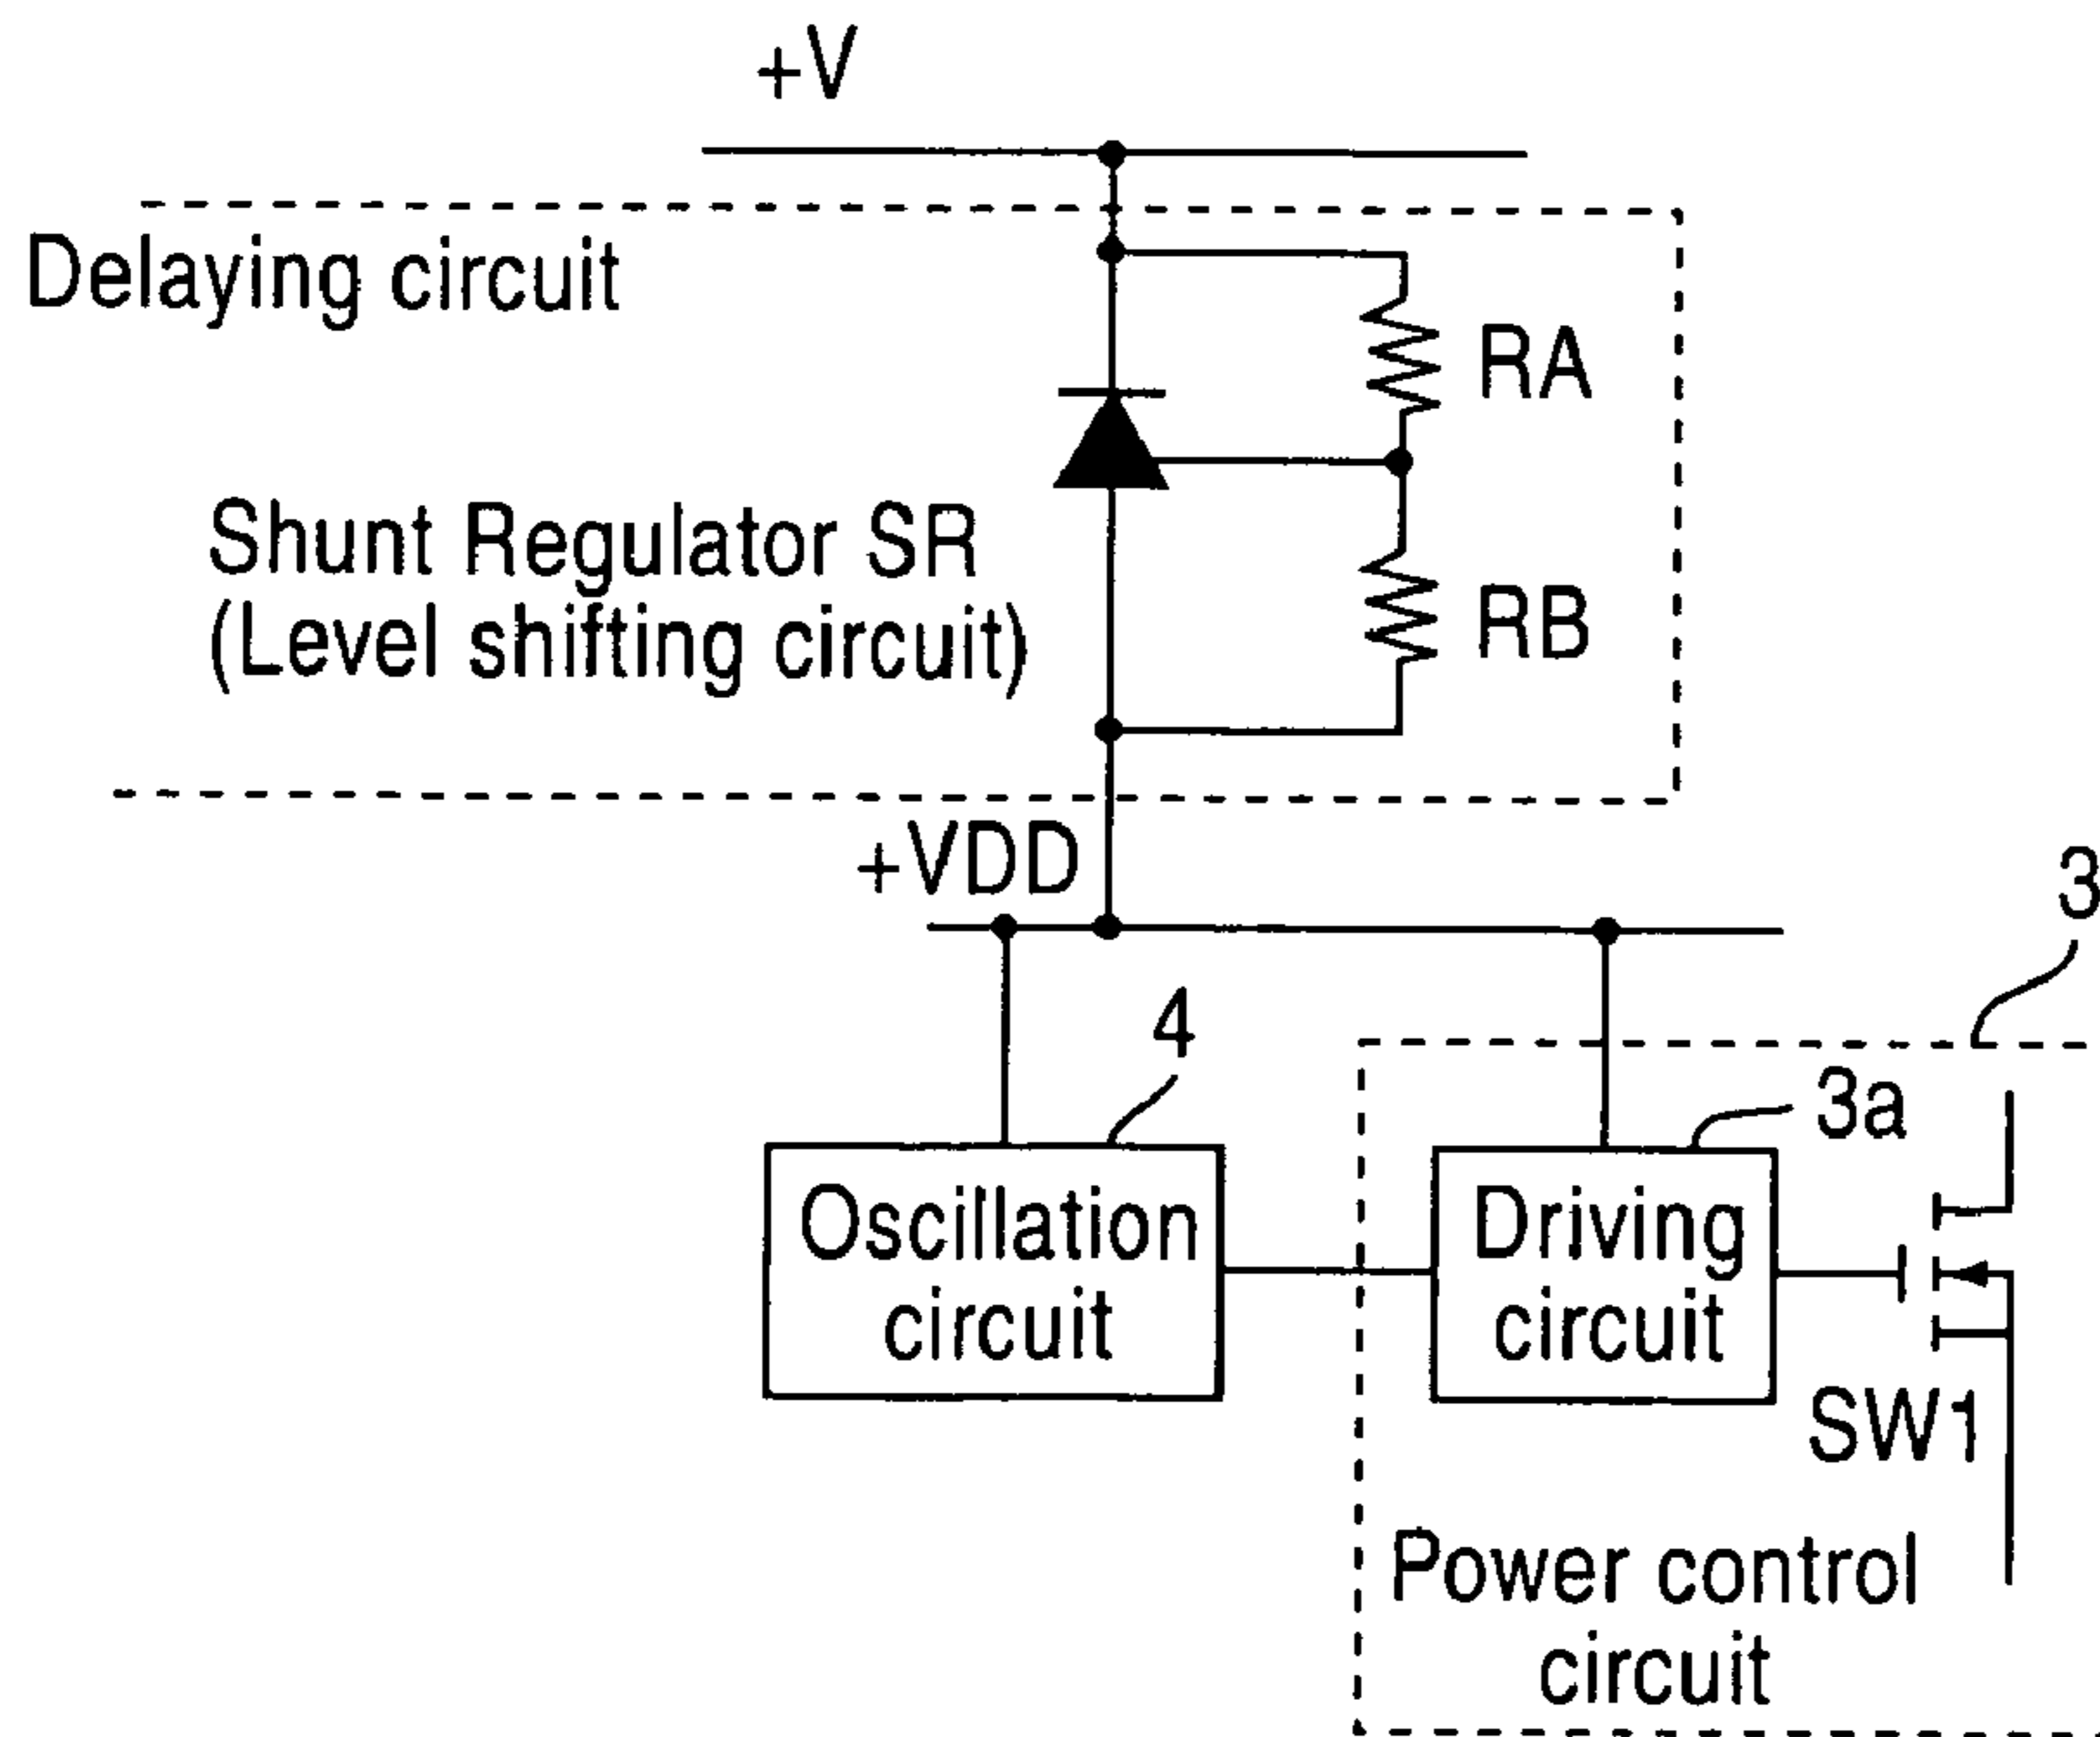 +V
Delaying circuit
RA
Shunt Regulator SR
(Level shifting circuit)
RB
+VDD
3
4
3a
Oscillation
circuit
Driving
circuit
SW1
Power control
circuit